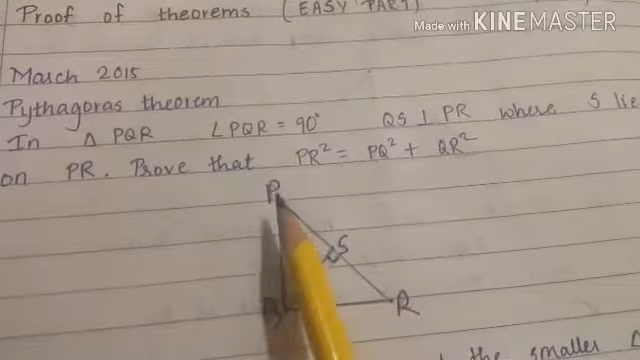 Proof of theorems (EASY PART)
Made with KINEMASTER
March 2015
Pythagoras theorem
In Δ PQR ∠PQR = 90° QS ⊥ PR where S lie
on PR. Prove that PR² = PQ² + QR²
P
S
R
the smaller Δ